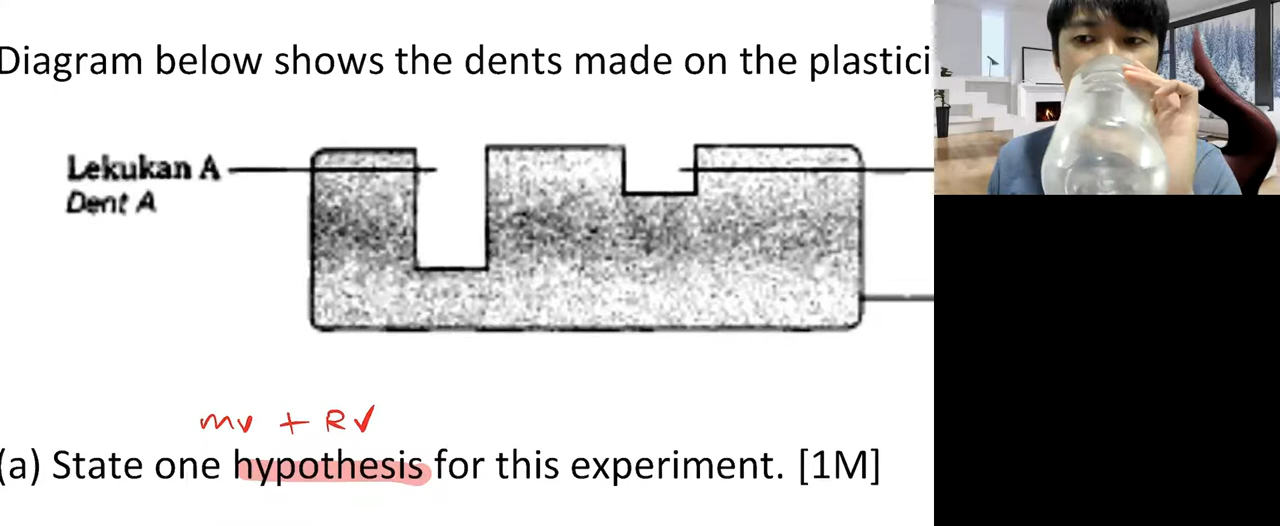 Diagram below shows the dents made on the plastici
Lekukan A
Dent A
mv + Rv
(a) State one hypothesis for this experiment. [1M]